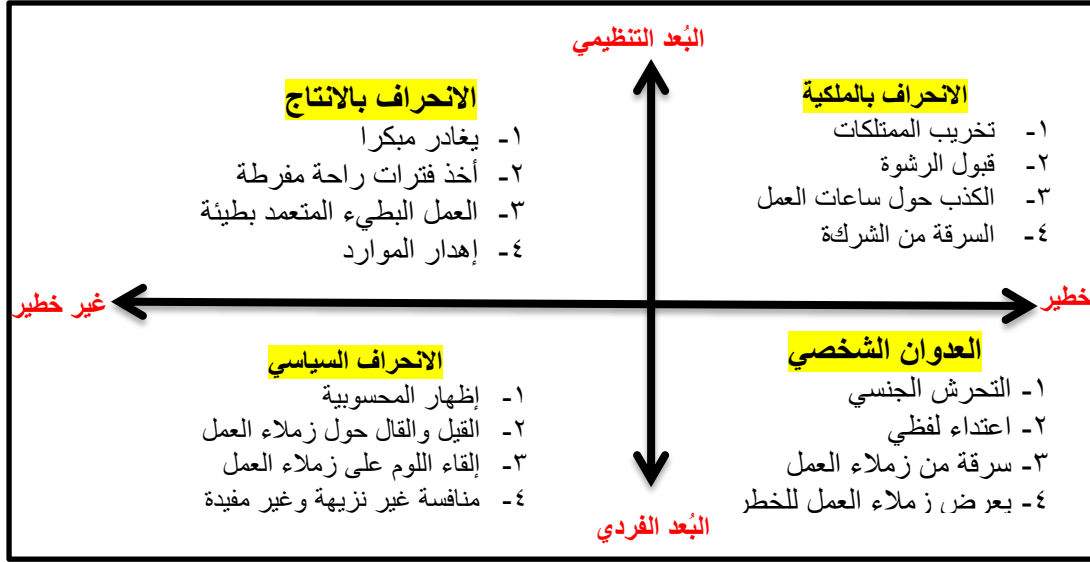 البُعد التنظيمي
الانحراف بالملكية
١- تخريب الممتلكات
٢- قبول الرشوة
٣- الكذب حول ساعات العمل
٤- السرقة من الشركة
الانحراف بالانتاج
١- يغادر مبكرا
٢- أخذ فترات راحة مفرطة
٣- العمل البطيء المتعمد بطيئة
٤- إهدار الموارد
خطير
غير خطير
العدوان الشخصي
١- التحرش الجنسي
٢- اعتداء لفظي
٣- سرقة من زملاء العمل
٤- يعرض زملاء العمل للخطر
الانحراف السياسي
١- إظهار المحسوبية
٢- القيل والقال حول زملاء العمل
٣- إلقاء اللوم على زملاء العمل
٤- منافسة غير نزيهة وغير مفيدة
البُعد الفردي